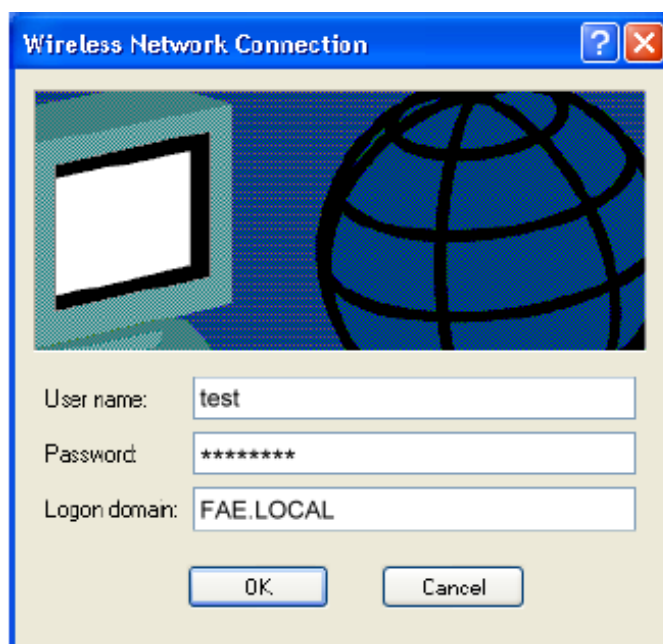 Wireless Network Connection
User name: test
Password: ********
Logon domain: FAE.LOCAL
OK Cancel